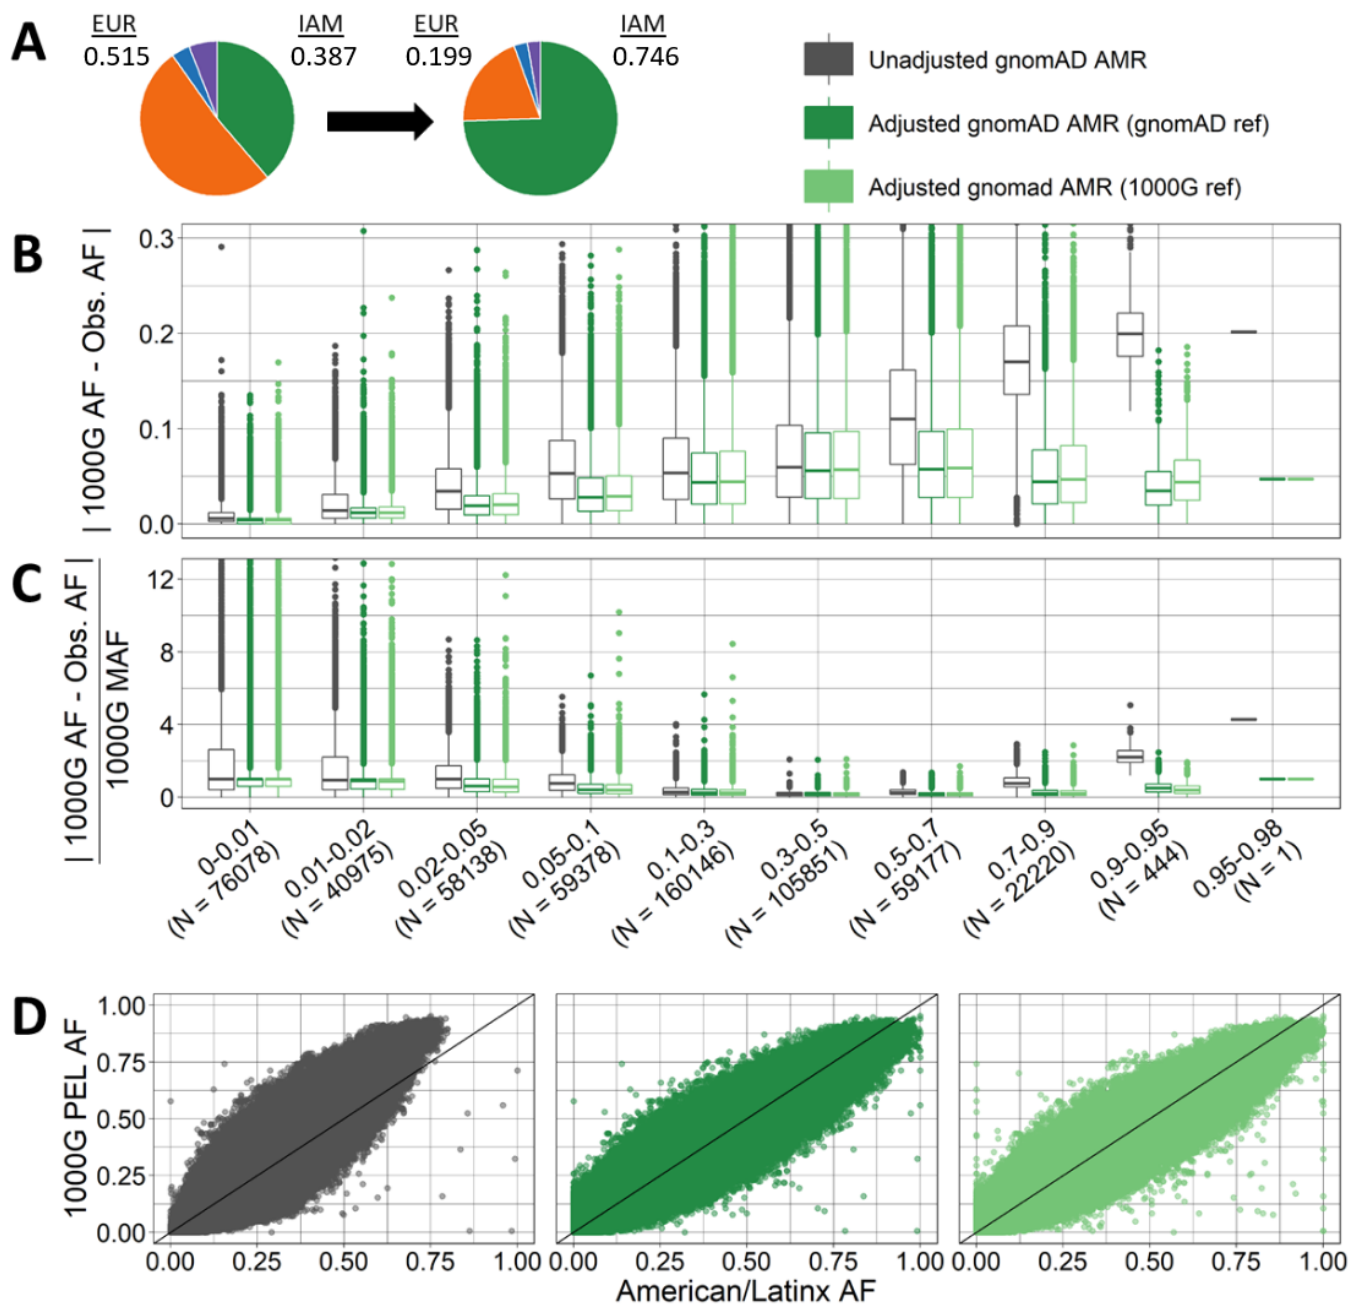 A
EUR
0.515
IAM
0.387
EUR
0.199
IAM
0.746
Unadjusted gnomAD AMR
Adjusted gnomAD AMR (gnomAD ref)
Adjusted gnomad AMR (1000G ref)
B
| 1000G AF - Obs. AF |
0.3
0.2
0.1
0.0
C
| 1000G AF - Obs. AF |
1000G MAF
12
8
4
0
0-0.01
(N = 76078)
0.01-0.02
(N = 40975)
0.02-0.05
(N = 58138)
0.05-0.1
(N = 59378)
0.1-0.3
(N = 160146)
0.3-0.5
(N = 105851)
0.5-0.7
(N = 59177)
0.7-0.9
(N = 22220)
0.9-0.95
(N = 444)
0.95-0.98
(N = 1)
D
1000G PEL AF
1.00
0.75
0.50
0.25
0.00
0.00 0.25 0.50 0.75 1.00
0.00 0.25 0.50 0.75 1.00
0.00 0.25 0.50 0.75 1.00
American/Latinx AF